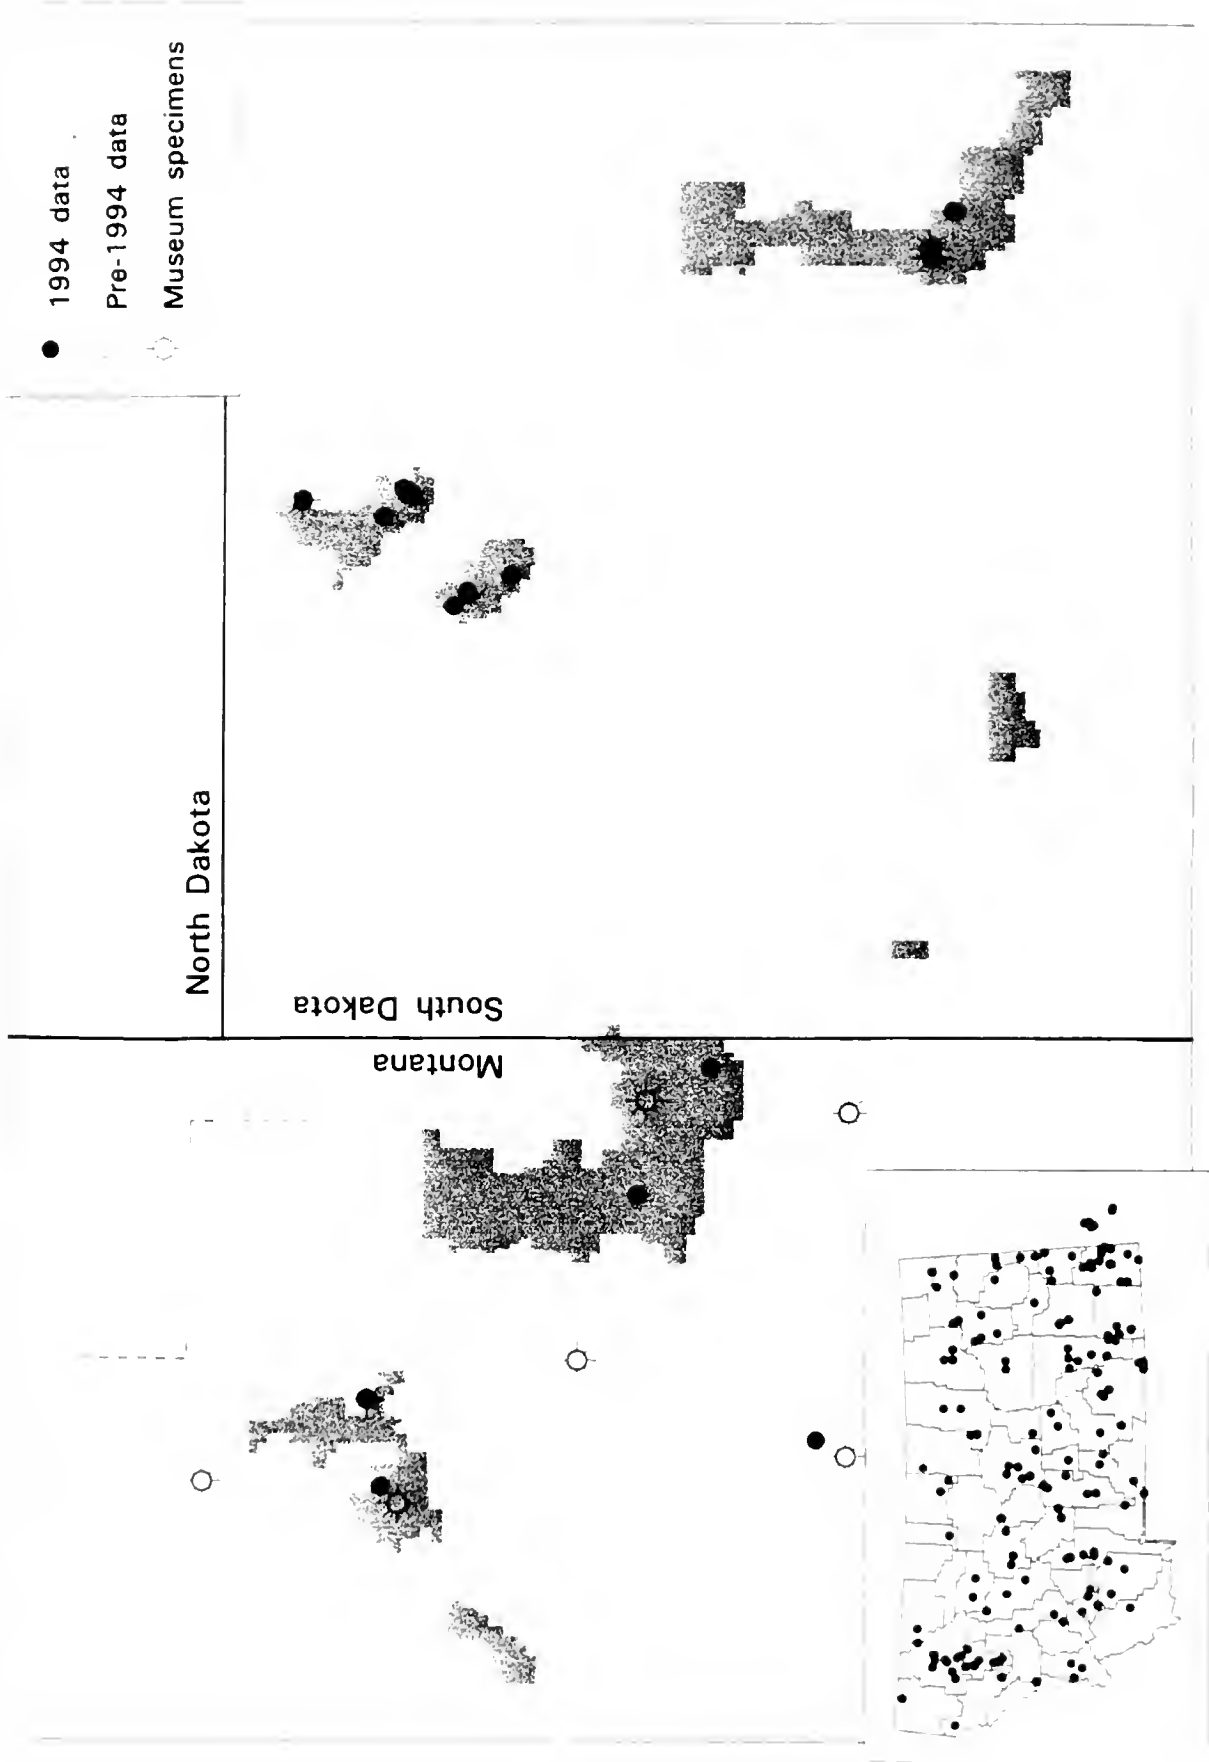 1994 data
Pre-1994 data
Museum specimens
North Dakota
South Dakota
Montana